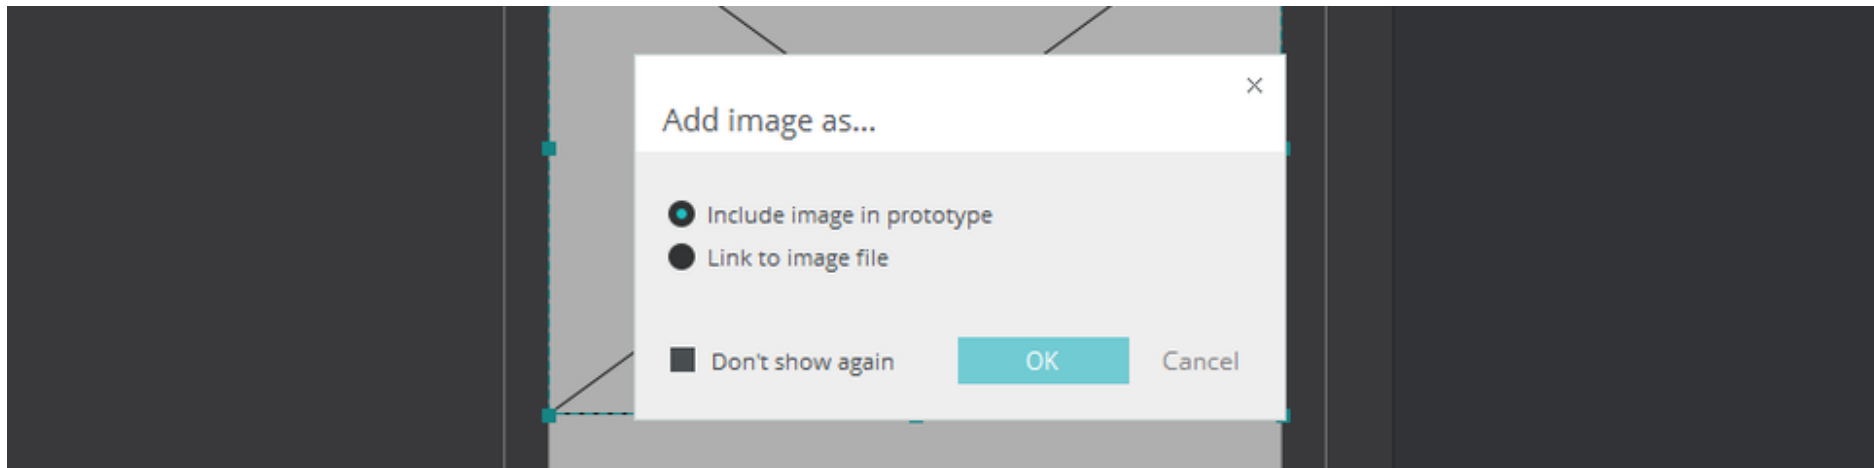 Add image as...
Include image in prototype
Link to image file
Don't show again
OK
Cancel